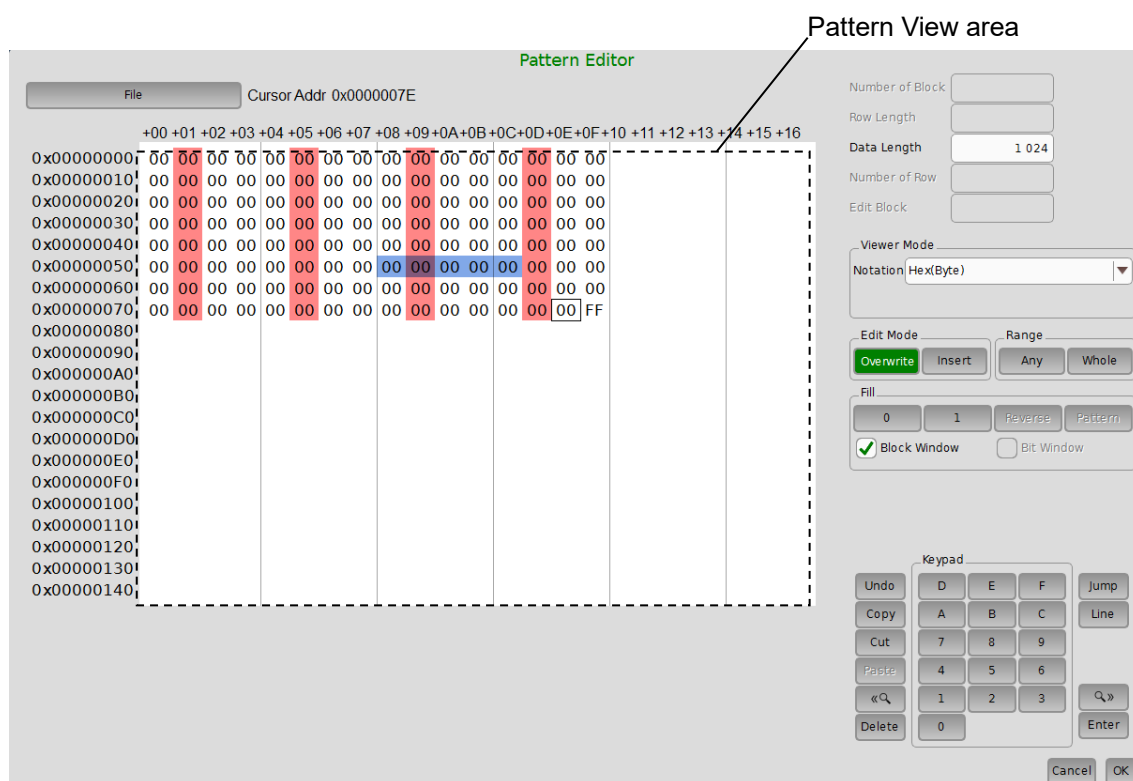 Pattern View area
Pattern Editor
File
Cursor Addr 0x0000007E
+00 +01 +02 +03 +04 +05 +06 +07 +08 +09 +0A +0B +0C +0D +0E +0F +10 +11 +12 +13 +14 +15 +16
0x00000000 00 00 00 00 00 00 00 00 00 00 00 00 00 00 00 00
0x00000010 00 00 00 00 00 00 00 00 00 00 00 00 00 00 00 00
0x00000020 00 00 00 00 00 00 00 00 00 00 00 00 00 00 00 00
0x00000030 00 00 00 00 00 00 00 00 00 00 00 00 00 00 00 00
0x00000040 00 00 00 00 00 00 00 00 00 00 00 00 00 00 00 00
0x00000050 00 00 00 00 00 00 00 00 00 00 00 00 00 00 00 00
0x00000060 00 00 00 00 00 00 00 00 00 00 00 00 00 00 00 00
0x00000070 00 00 00 00 00 00 00 00 00 00 00 00 00 00 00 FF
0x00000080
0x00000090
0x000000A0
0x000000B0
0x000000C0
0x000000D0
0x000000E0
0x000000F0
0x00000100
0x00000110
0x00000120
0x00000130
0x00000140
Number of Block
Row Length
Data Length 1 024
Number of Row
Edit Block
Viewer Mode
Notation Hex(Byte)
Edit Mode Range
Overwrite Insert Any Whole
Fill
0 1 Reverse Pattern
Block Window Bit Window
Keypad
Undo D E F Jump
Copy A B C Line
Cut 7 8 9
Paste 4 5 6
« 1 2 3 »
Delete 0 Enter
Cancel OK